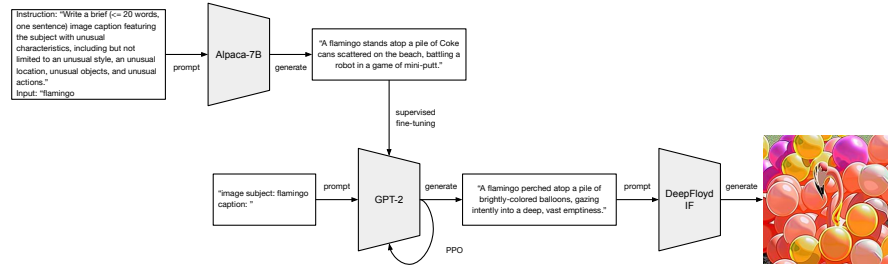 Instruction: "Write a brief (<= 20 words,
one sentence) image caption featuring
the subject with unusual
characteristics, including but not
limited to an unusual style, an unusual
location, unusual objects, and unusual
actions."
Input: "flamingo
prompt
Alpaca-7B
generate
"A flamingo stands atop a pile of Coke
cans scattered on the beach, battling a
robot in a game of mini-putt."
supervised
fine-tuning
"image subject: flamingo
caption: "
prompt
GPT-2
generate
PPO
"A flamingo perched atop a pile of
brightly-colored balloons, gazing
intently into a deep, vast emptiness."
prompt
DeepFloyd
IF
generate